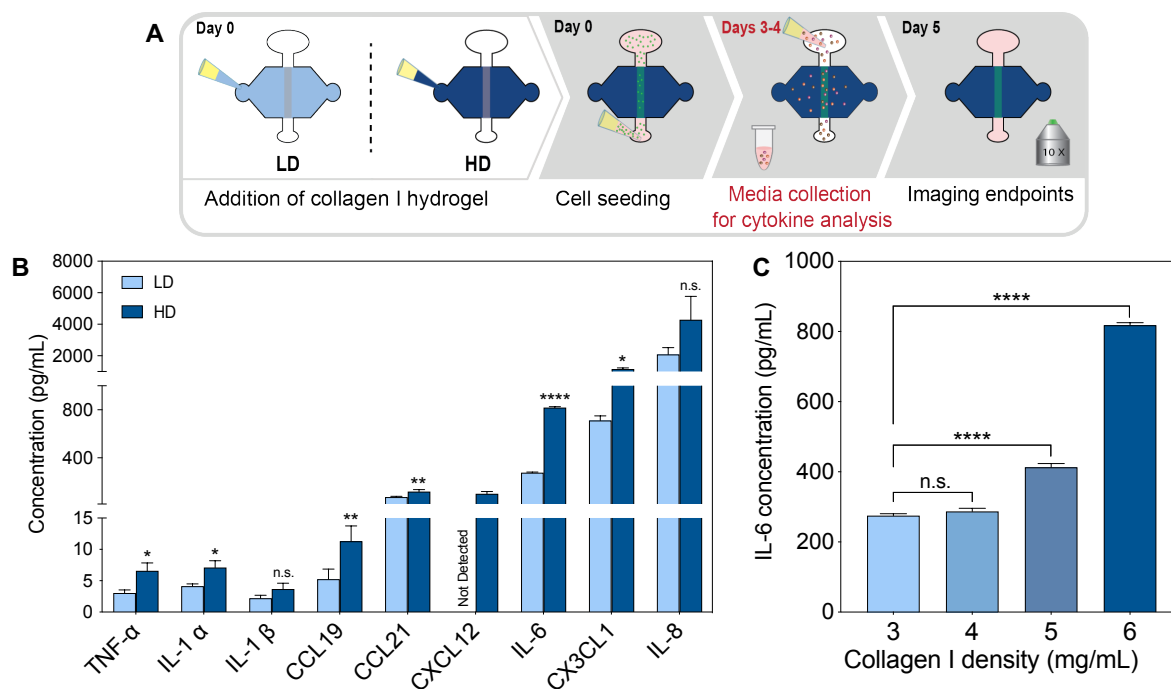 A
Day 0
Day 0
Days 3-4
Day 5
LD
HD
10 X
Addition of collagen I hydrogel
Cell seeding
Media collection
for cytokine analysis
Imaging endpoints
B
Concentration (pg/mL)
8000
6000
4000
2000
800
400
15
10
5
0
LD
HD
*
*
n.s.
**
**
Not Detected
****
*
n.s.
TNF-α
IL-1 α
IL-1 β
CCL19
CCL21
CXCL12
IL-6
CX3CL1
IL-8
C
IL-6 concentration (pg/mL)
1000
800
600
400
200
0
****
****
n.s.
3
4
5
6
Collagen I density (mg/mL)